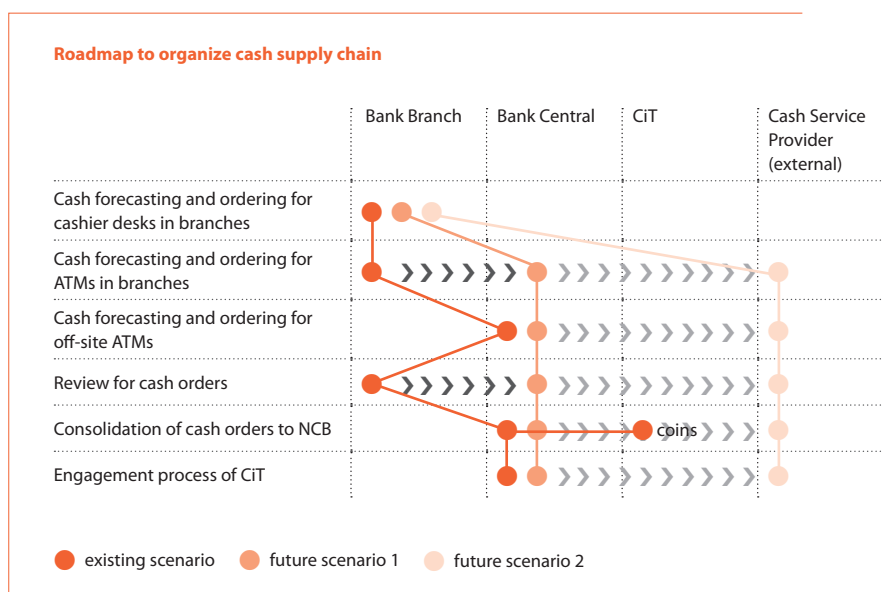 Roadmap to organize cash supply chain
Bank Branch
Bank Central
CiT
Cash Service
Provider
(external)
Cash forecasting and ordering for
cashier desks in branches
Cash forecasting and ordering for
ATMs in branches
Cash forecasting and ordering for
off-site ATMs
Review for cash orders
Consolidation of cash orders to NCB
coins
Engagement process of CiT
existing scenario
future scenario 1
future scenario 2